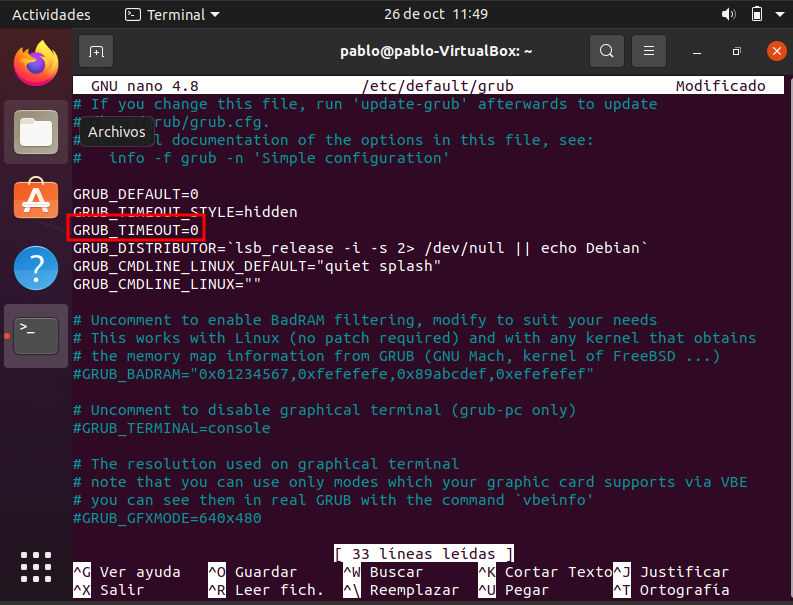 Actividades Terminal 26 de oct 11:49
pablo@pablo-VirtualBox: ~
GNU nano 4.8 /etc/default/grub Modificado
# If you change this file, run 'update-grub' afterwards to update
# rub/grub.cfg.
Archivos
# documentation of the options in this file, see:
# info -f grub -n 'Simple configuration'
GRUB_DEFAULT=0
GRUB_TIMEOUT_STYLE=hidden
GRUB_TIMEOUT=0
GRUB_DISTRIBUTOR=`lsb_release -i -s 2> /dev/null || echo Debian`
GRUB_CMDLINE_LINUX_DEFAULT="quiet splash"
GRUB_CMDLINE_LINUX=""
# Uncomment to enable BadRAM filtering, modify to suit your needs
# This works with Linux (no patch required) and with any kernel that obtains
# the memory map information from GRUB (GNU Mach, kernel of FreeBSD ...)
#GRUB_BADRAM="0x01234567,0xfefefefe,0x89abcdef,0xefefefef"
# Uncomment to disable graphical terminal (grub-pc only)
#GRUB_TERMINAL=console
# The resolution used on graphical terminal
# note that you can use only modes which your graphic card supports via VBE
# you can see them in real GRUB with the command `vbeinfo'
#GRUB_GFXMODE=640x480
[ 33 líneas leídas ]
^G Ver ayuda ^O Guardar ^W Buscar ^K Cortar Texto ^J Justificar
^X Salir ^R Leer fich. ^\ Reemplazar ^U Pegar ^T Ortografía